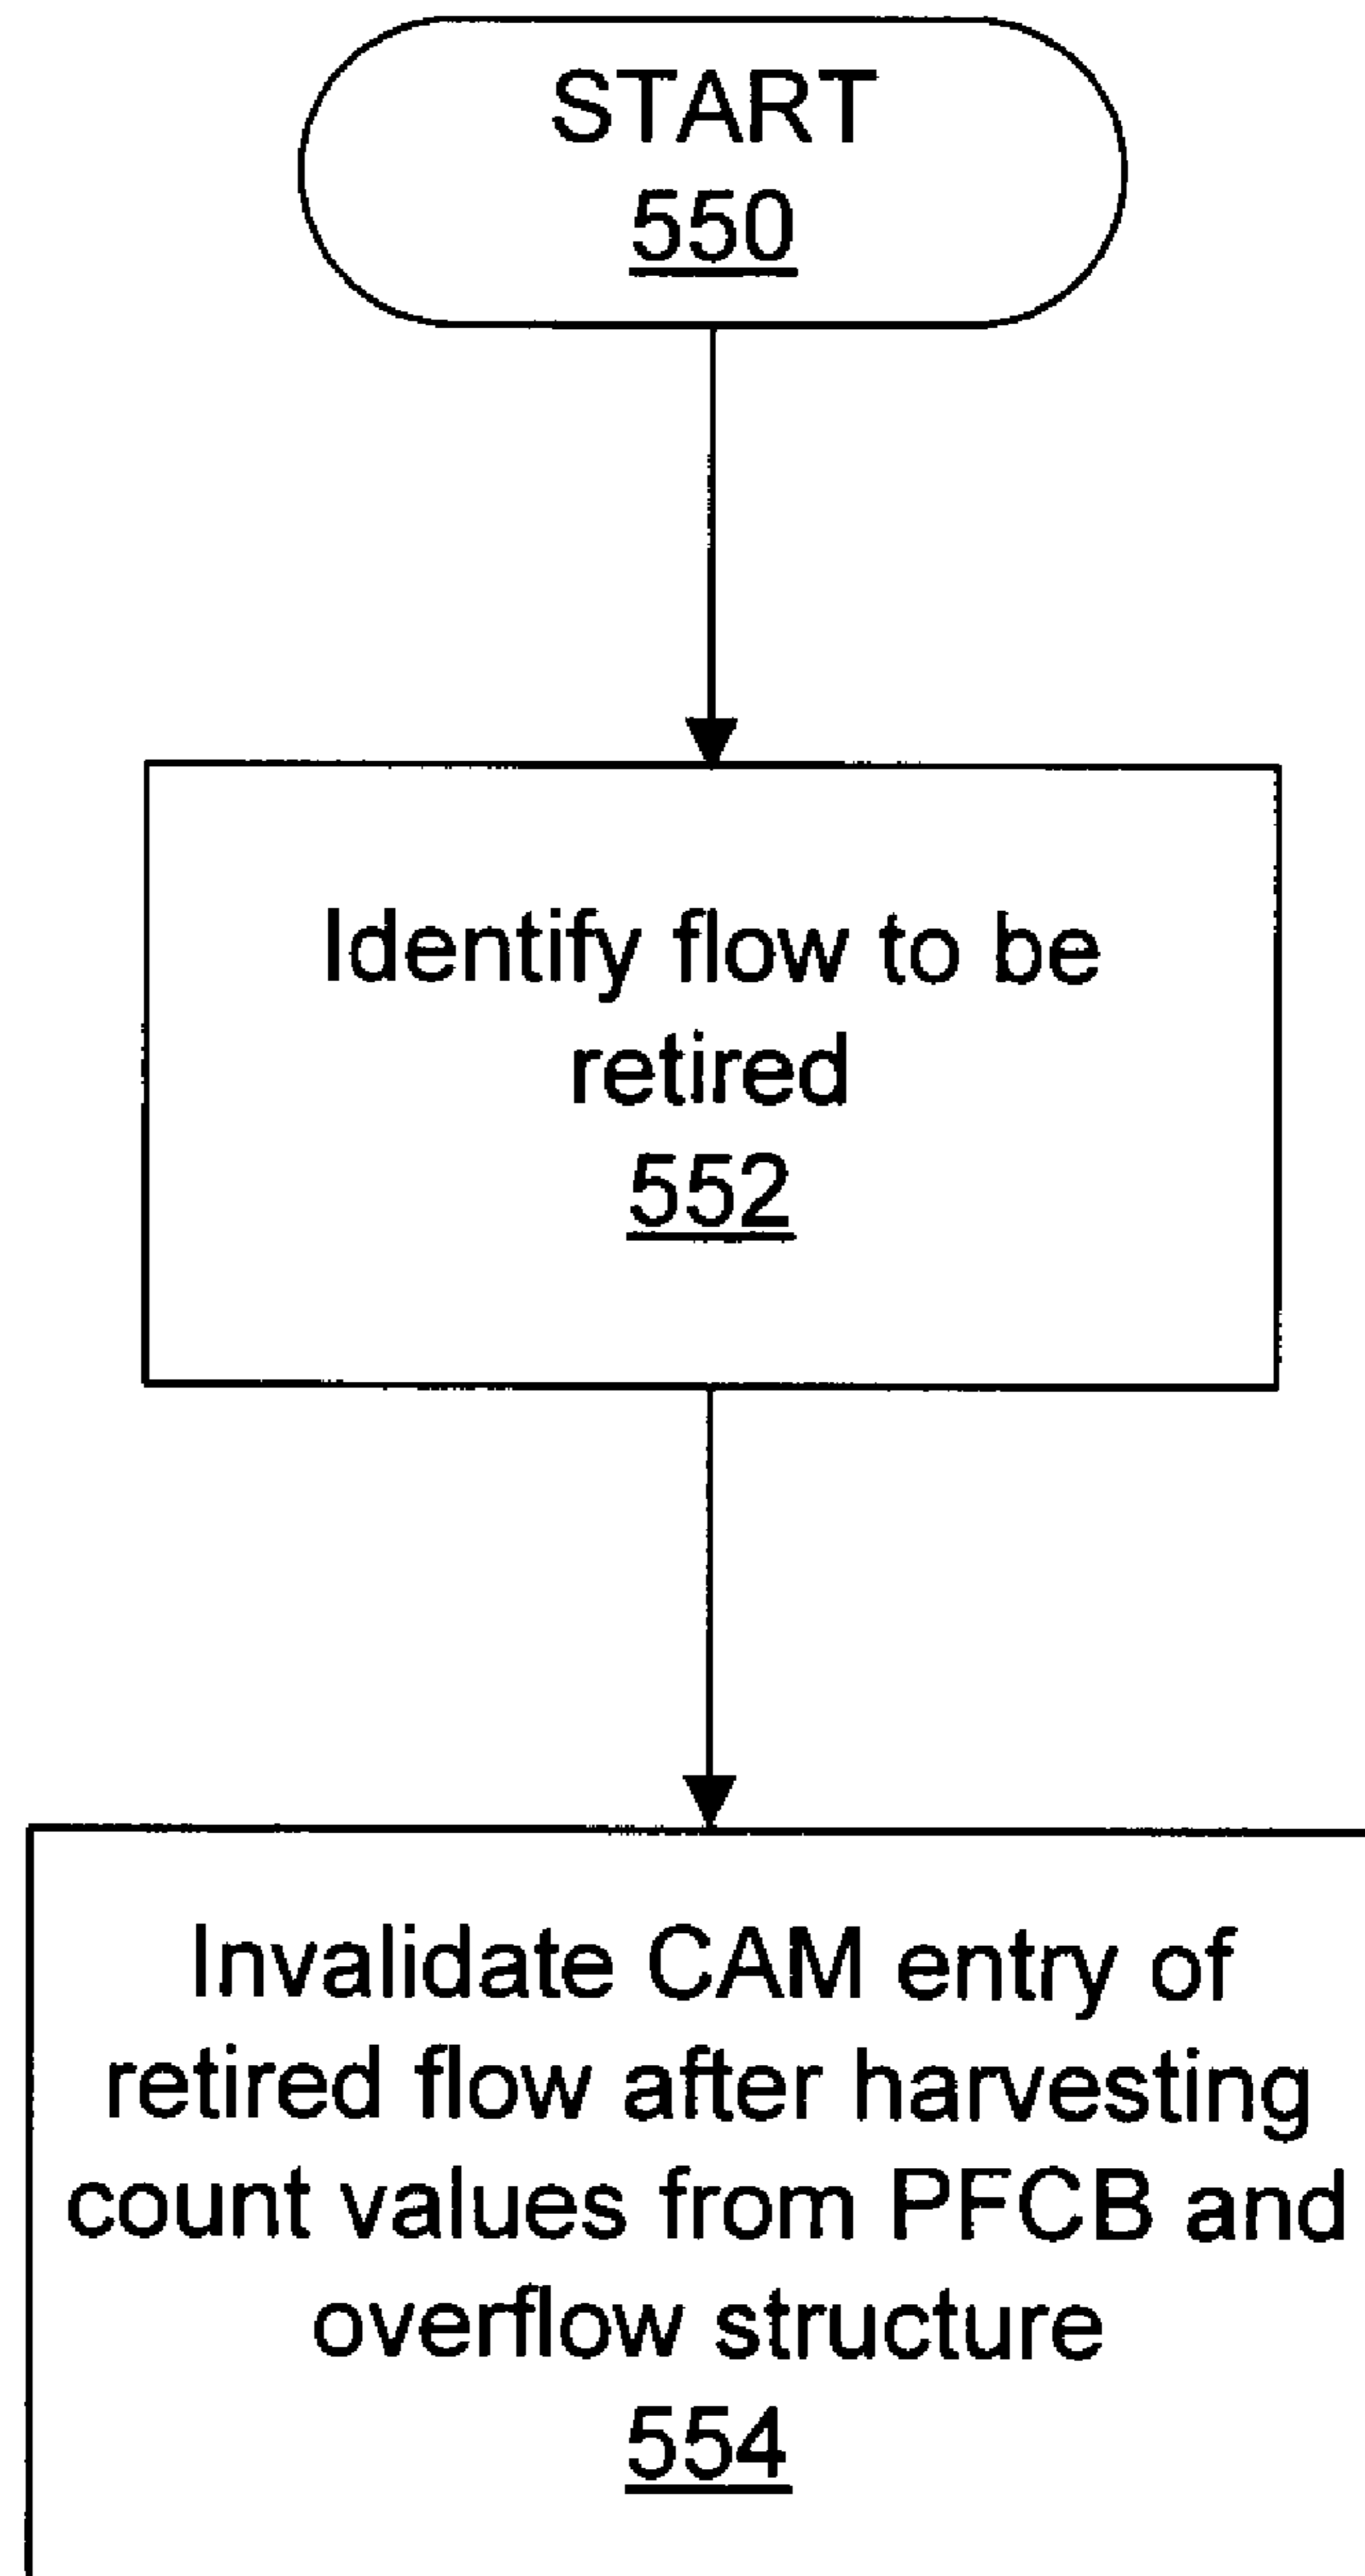 START
550
Identify flow to be
retired
552
Invalidate CAM entry of
retired flow after harvesting
count values from PFCB and
overflow structure
554